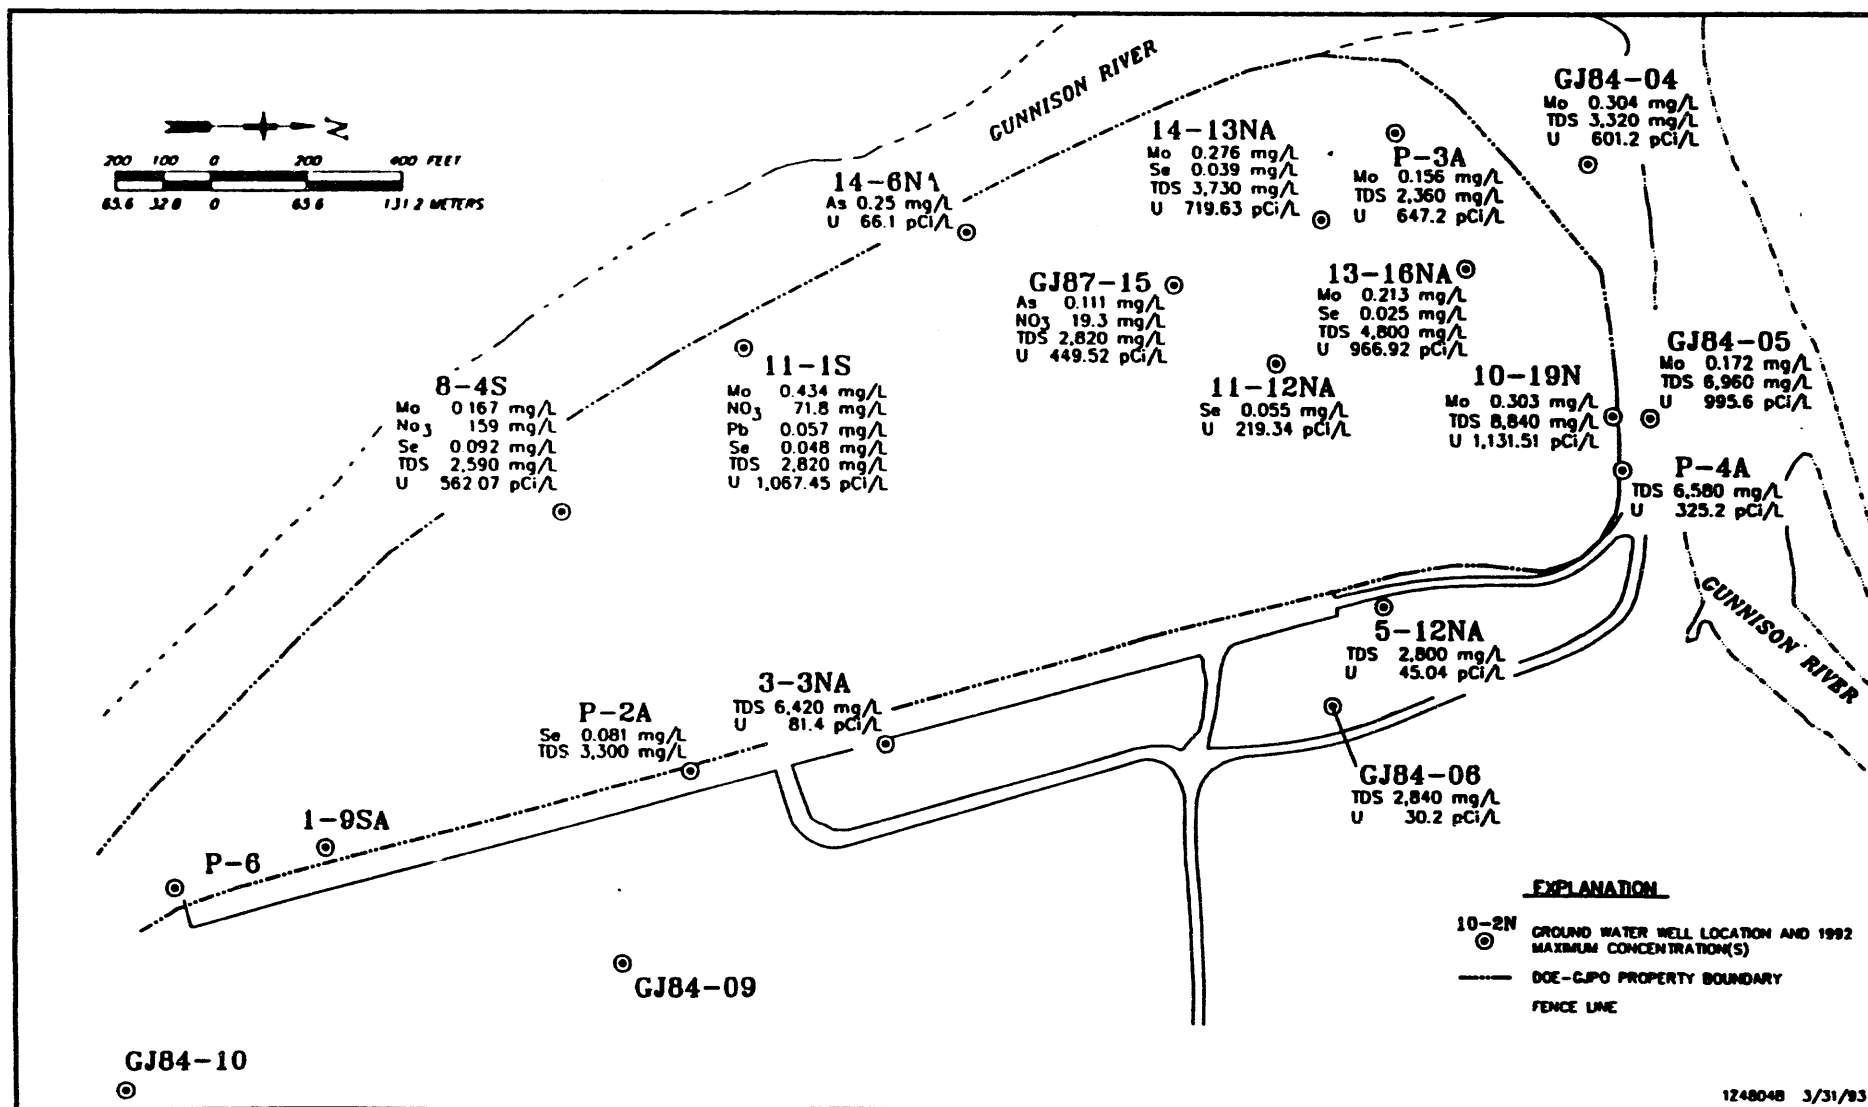 GUNNISON RIVER
N
200 100 0 200 400 FEET
65.6 32.8 0 65.6 131.2 METERS
GJ84-04
Mo 0.304 mg/L
TDS 3,320 mg/L
U 601.2 pCi/L
14-13NA
Mo 0.276 mg/L
Se 0.039 mg/L
TDS 3,730 mg/L
U 719.63 pCi/L
P-3A
Mo 0.156 mg/L
TDS 2,360 mg/L
U 647.2 pCi/L
14-6NA
As 0.25 mg/L
U 66.1 pCi/L
GJ87-15
As 0.111 mg/L
NO3 19.3 mg/L
TDS 2,820 mg/L
U 449.52 pCi/L
13-16NA
Mo 0.213 mg/L
Se 0.025 mg/L
TDS 4,800 mg/L
U 966.92 pCi/L
GJ84-05
Mo 0.172 mg/L
TDS 6,960 mg/L
U 995.6 pCi/L
8-4S
Mo 0.167 mg/L
No3 159 mg/L
Se 0.092 mg/L
TDS 2,590 mg/L
U 562.07 pCi/L
11-1S
Mo 0.434 mg/L
NO3 71.8 mg/L
Pb 0.057 mg/L
Se 0.048 mg/L
TDS 2,820 mg/L
U 1,067.45 pCi/L
11-12NA
Se 0.055 mg/L
U 219.34 pCi/L
10-19N
Mo 0.303 mg/L
TDS 8,840 mg/L
U 1,131.51 pCi/L
P-4A
TDS 6,580 mg/L
U 325.2 pCi/L
GUNNISON RIVER
5-12NA
TDS 2,800 mg/L
U 45.04 pCi/L
3-3NA
TDS 6,420 mg/L
U 81.4 pCi/L
P-2A
Se 0.081 mg/L
TDS 3,300 mg/L
GJ84-06
TDS 2,840 mg/L
U 30.2 pCi/L
1-9SA
P-6
GJ84-09
GJ84-10
EXPLANATION
10-2N GROUND WATER WELL LOCATION AND 1992
MAXIMUM CONCENTRATION(S)
DOE-GJPO PROPERTY BOUNDARY
FENCE LINE
1248048 3/31/93